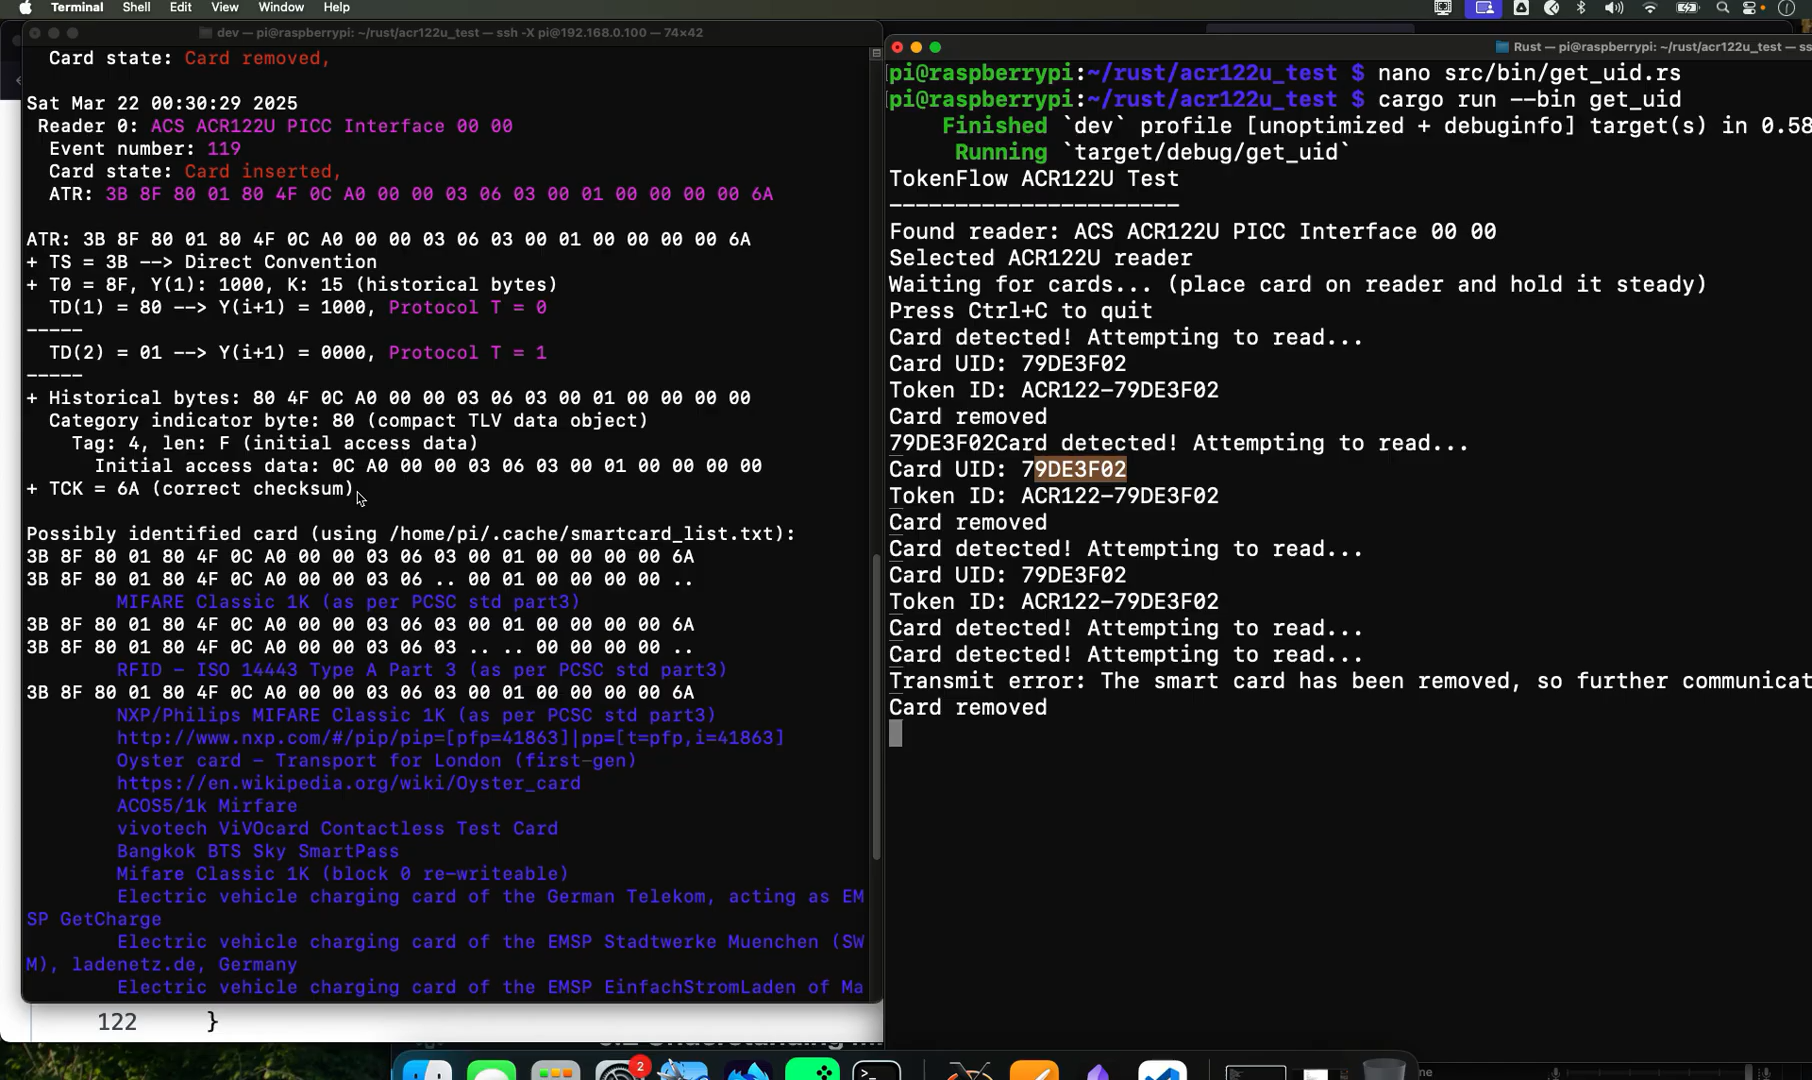 Terminal Shell Edit View Window Help
dev — pi@raspberrypi: ~/rust/acr122u_test — ssh -X pi@192.168.0.100 — 74×42
Card state: Card removed,
Sat Mar 22 00:30:29 2025
Reader 0: ACS ACR122U PICC Interface 00 00
Event number: 119
Card state: Card inserted,
ATR: 3B 8F 80 01 80 4F 0C A0 00 00 03 06 03 00 01 00 00 00 00 6A
ATR: 3B 8F 80 01 80 4F 0C A0 00 00 03 06 03 00 01 00 00 00 00 6A
+ TS = 3B --> Direct Convention
+ T0 = 8F, Y(1): 1000, K: 15 (historical bytes)
TD(1) = 80 --> Y(i+1) = 1000, Protocol T = 0
-----
TD(2) = 01 --> Y(i+1) = 0000, Protocol T = 1
-----
+ Historical bytes: 80 4F 0C A0 00 00 03 06 03 00 01 00 00 00 00
Category indicator byte: 80 (compact TLV data object)
Tag: 4, len: F (initial access data)
Initial access data: 0C A0 00 00 03 06 03 00 01 00 00 00 00
+ TCK = 6A (correct checksum)
Possibly identified card (using /home/pi/.cache/smartcard_list.txt):
3B 8F 80 01 80 4F 0C A0 00 00 03 06 03 00 01 00 00 00 00 6A
3B 8F 80 01 80 4F 0C A0 00 00 03 06 .. 00 01 00 00 00 00 ..
MIFARE Classic 1K (as per PCSC std part3)
3B 8F 80 01 80 4F 0C A0 00 00 03 06 03 00 01 00 00 00 00 6A
3B 8F 80 01 80 4F 0C A0 00 00 03 06 03 .. .. 00 00 00 00 ..
RFID - ISO 14443 Type A Part 3 (as per PCSC std part3)
3B 8F 80 01 80 4F 0C A0 00 00 03 06 03 00 01 00 00 00 00 6A
NXP/Philips MIFARE Classic 1K (as per PCSC std part3)
http://www.nxp.com/#/pip/pip=[pfp=41863]|pp=[t=pfp,i=41863]
Oyster card - Transport for London (first-gen)
https://en.wikipedia.org/wiki/Oyster_card
ACOS5/1k Mirfare
vivotech ViVOcard Contactless Test Card
Bangkok BTS Sky SmartPass
Mifare Classic 1K (block 0 re-writeable)
Electric vehicle charging card of the German Telekom, acting as EM
SP GetCharge
Electric vehicle charging card of the EMSP Stadtwerke Muenchen (SW
M), ladenetz.de, Germany
Electric vehicle charging card of the EMSP EinfachStromLaden of Ma
122 }
Rust — pi@raspberrypi: ~/rust/acr122u_test — ss
pi@raspberrypi:~/rust/acr122u_test $ nano src/bin/get_uid.rs
pi@raspberrypi:~/rust/acr122u_test $ cargo run --bin get_uid
Finished `dev` profile [unoptimized + debuginfo] target(s) in 0.58
Running `target/debug/get_uid`
TokenFlow ACR122U Test
----------------------
Found reader: ACS ACR122U PICC Interface 00 00
Selected ACR122U reader
Waiting for cards... (place card on reader and hold it steady)
Press Ctrl+C to quit
Card detected! Attempting to read...
Card UID: 79DE3F02
Token ID: ACR122-79DE3F02
Card removed
79DE3F02Card detected! Attempting to read...
Card UID: 79DE3F02
Token ID: ACR122-79DE3F02
Card removed
Card detected! Attempting to read...
Card UID: 79DE3F02
Token ID: ACR122-79DE3F02
Card detected! Attempting to read...
Card detected! Attempting to read...
Transmit error: The smart card has been removed, so further communicat
Card removed
2